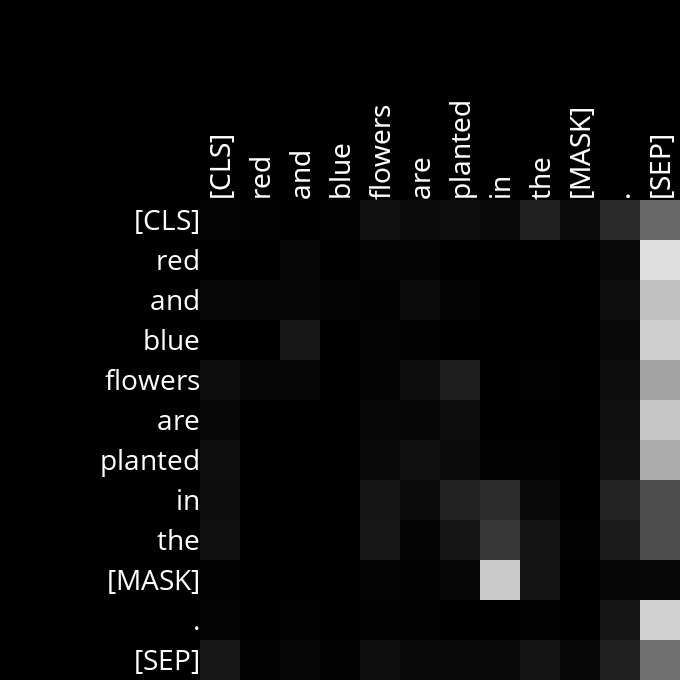 [CLS] red and blue flowers are planted in the [MASK] . [SEP]
[CLS]
red
and
blue
flowers
are
planted
in
the
[MASK]
.
[SEP]